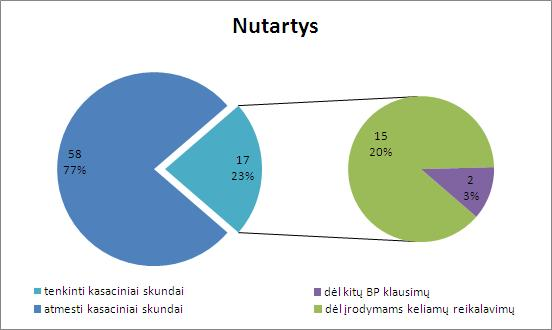 Nutartys
58
77%
17
23%
15
20%
2
3%
tenkinti kasaciniai skundai
dėl kitų BP klausimų
atmesti kasaciniai skundai
dėl įrodymams keliamų reikalavimų